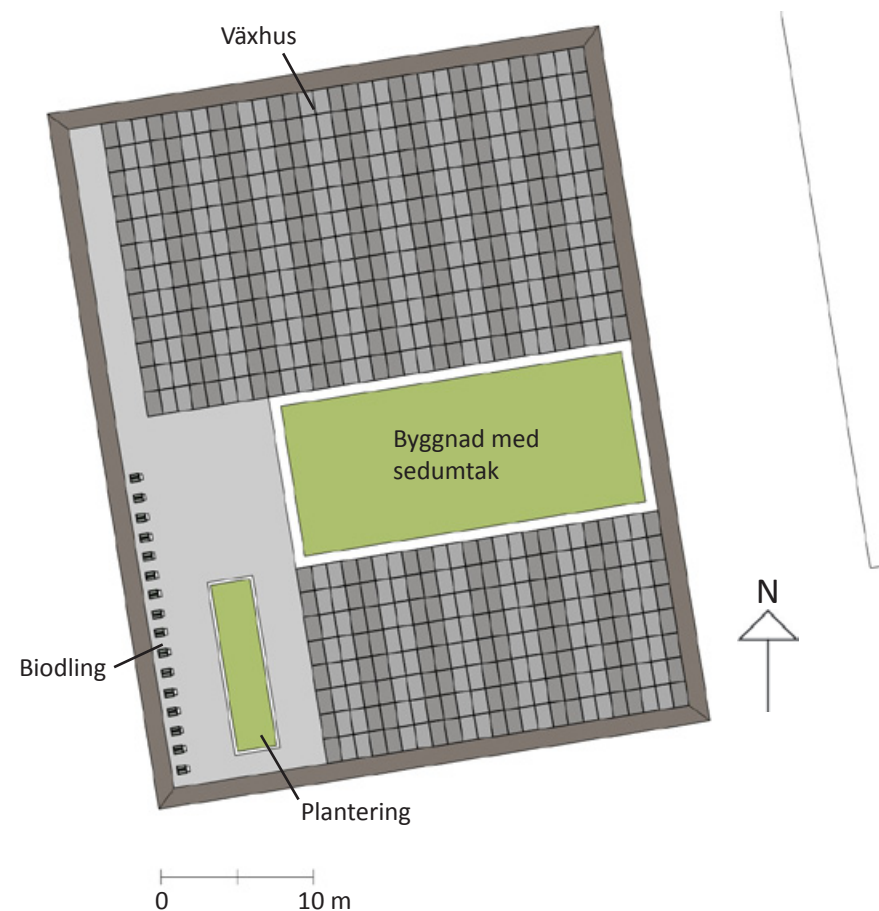 Växhus
Byggnad med
sedumtak
N
Biodling
Plantering
0
10 m